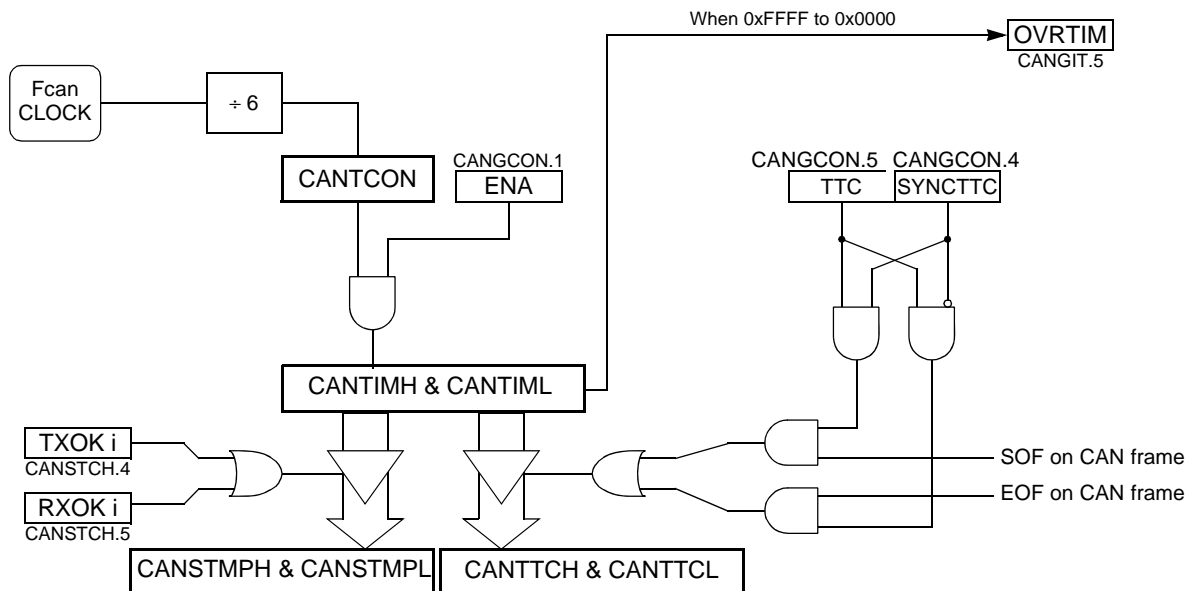 When 0xFFFF to 0x0000
OVRTIM
CANGIT.5
Fcan
CLOCK
÷ 6
CANTCON
CANGCON.1
ENA
CANGCON.5 CANGCON.4
TTC SYNCTTC
CANTIMH & CANTIML
TXOK i
CANSTCH.4
RXOK i
CANSTCH.5
SOF on CAN frame
EOF on CAN frame
CANSTMPH & CANSTMPL
CANTTCH & CANTTCL